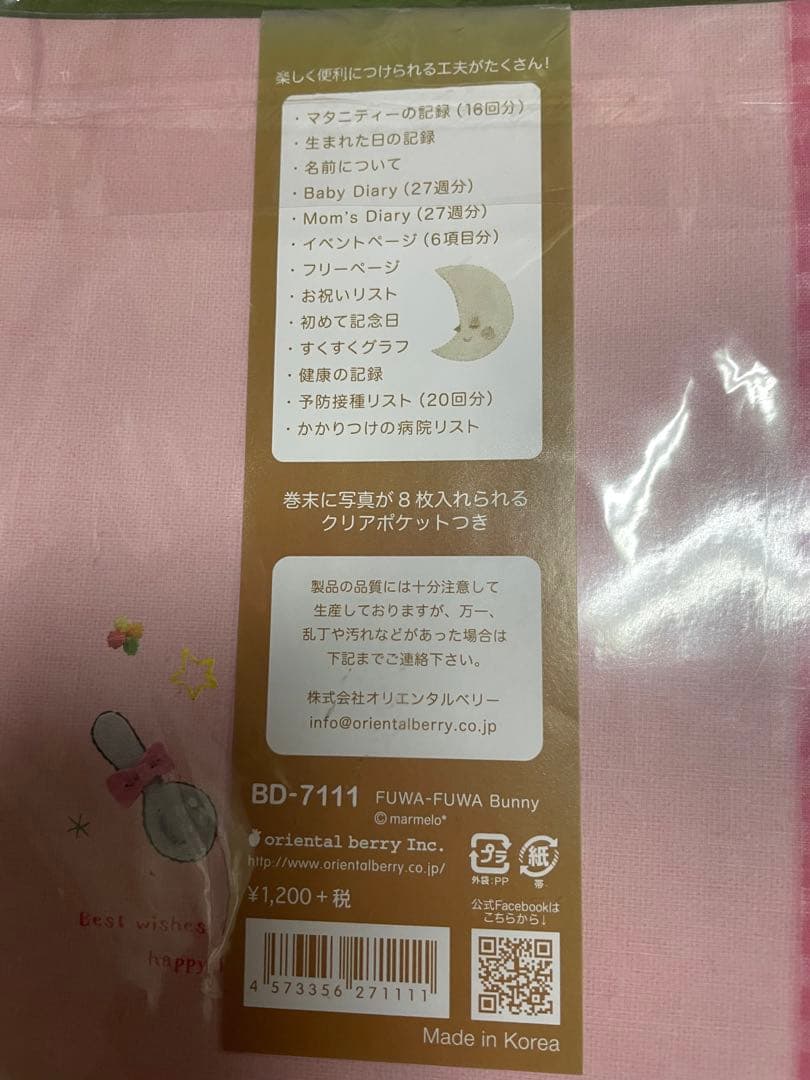 楽しく便利につけられる工夫がたくさん!
・マタニティーの記録（16回分）
・生まれた日の記録
・名前について
・Baby Diary（27週分）
・Mom's Diary（27週分）
・イベントページ（6項目分）
・フリーページ
・お祝いリスト
・初めて記念日
・すくすくグラフ
・健康の記録
・予防接種リスト（20回分）
・かかりつけの病院リスト
巻末に写真が8枚入れられる
クリアポケットつき
製品の品質には十分注意して
生産しておりますが、万一、
乱丁や汚れなどがあった場合は
下記までご連絡下さい。
株式会社オリエンタルベリー
info@orientalberry.co.jp
BD-7111 FUWA-FUWA Bunny
©marmelo*
oriental berry Inc.
http://www.orientalberry.co.jp/
プラ
外袋:PP
紙
帯
¥1,200+税
公式Facebookは
こちらから↓
4 573356 271111
Made in Korea
Best wishes
happy